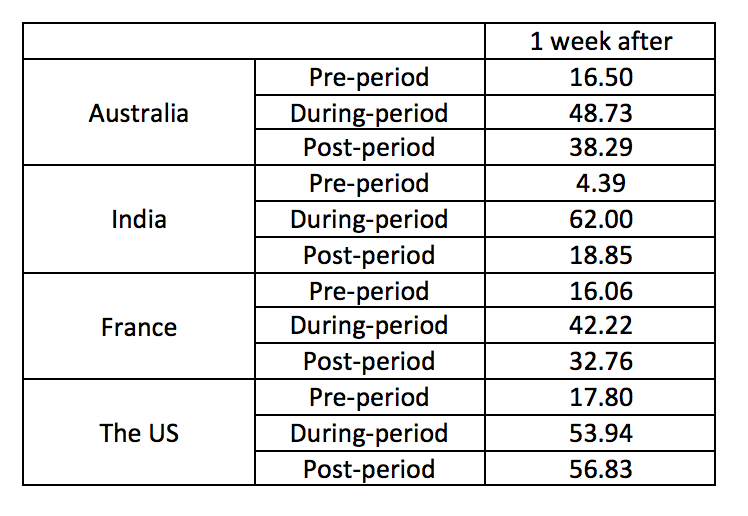 1 week after
Australia
Pre-period 16.50
During-period 48.73
Post-period 38.29
India
Pre-period 4.39
During-period 62.00
Post-period 18.85
France
Pre-period 16.06
During-period 42.22
Post-period 32.76
The US
Pre-period 17.80
During-period 53.94
Post-period 56.83